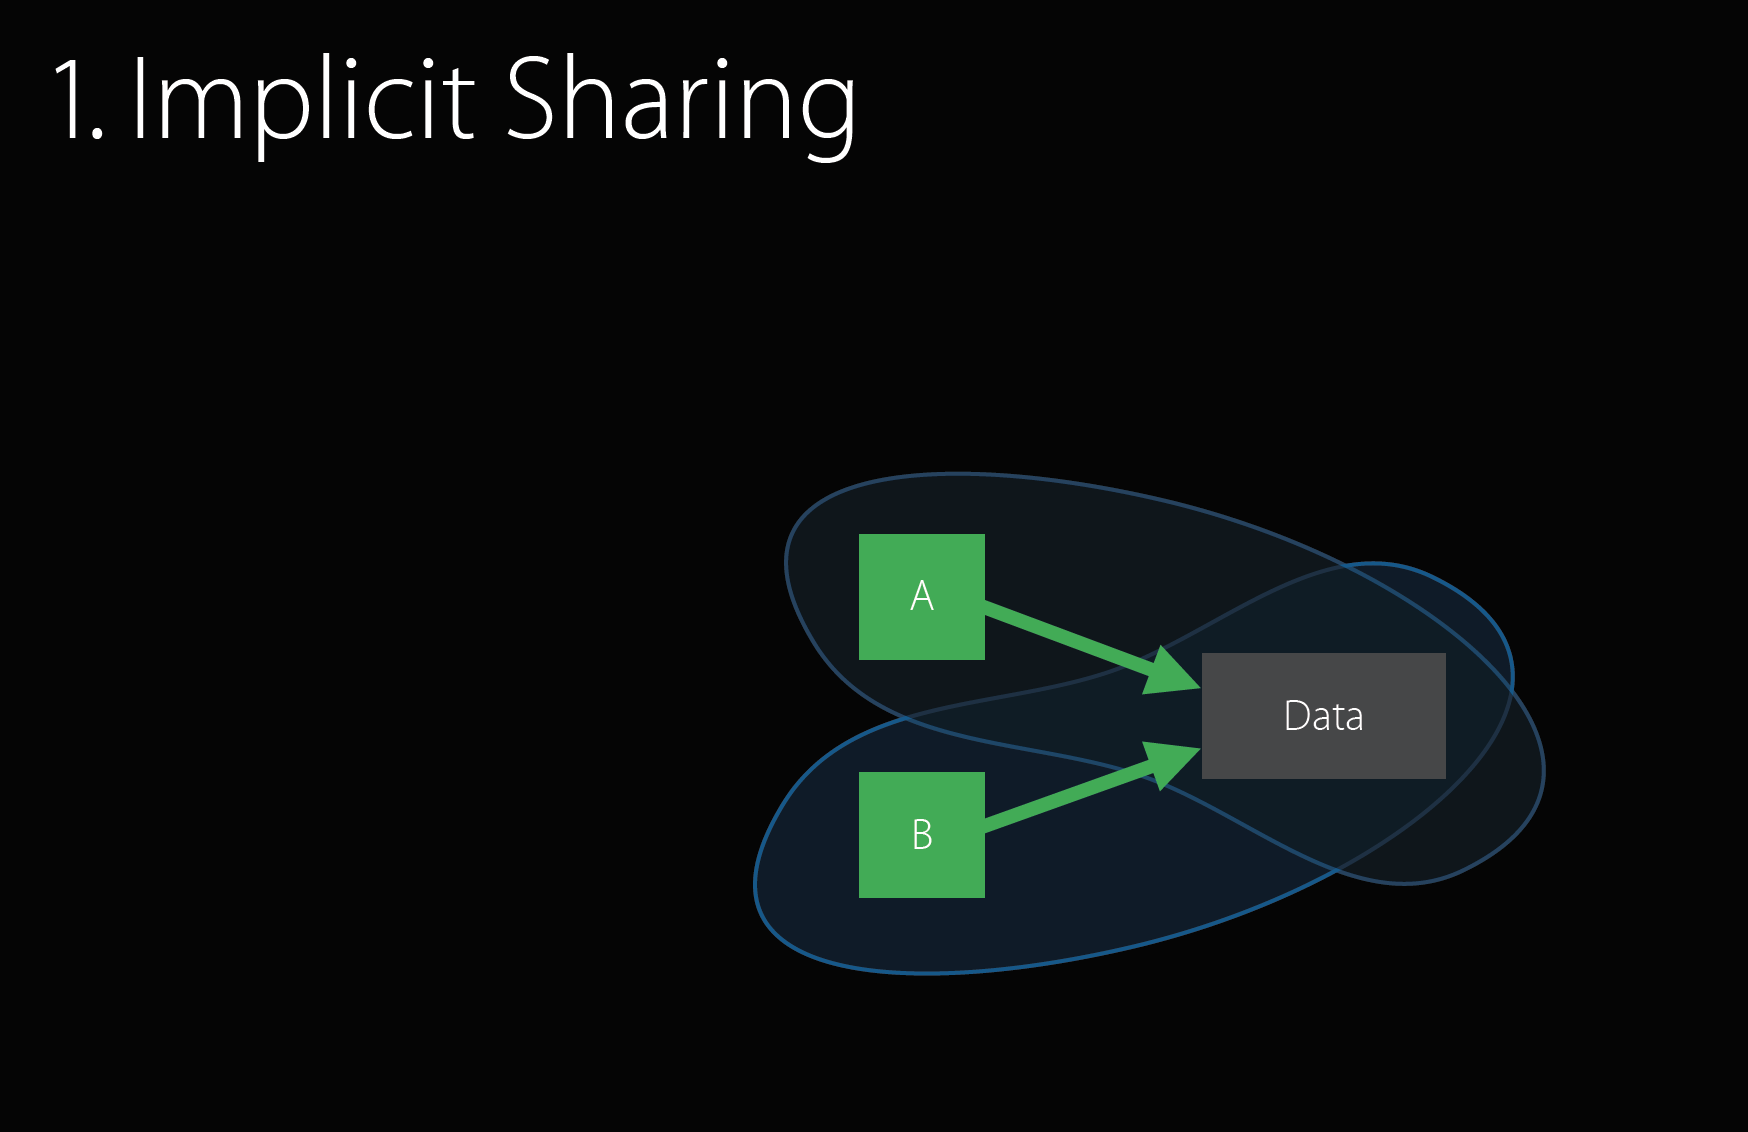 1. Implicit Sharing
A
Data
B